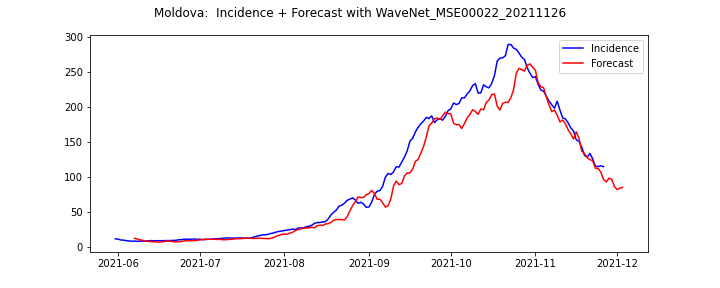 Moldova:  Incidence + Forecast with WaveNet_MSE00022_20211126
300
250
200
150
100
50
0
Incidence
Forecast
2021-06 2021-07 2021-08 2021-09 2021-10 2021-11 2021-12